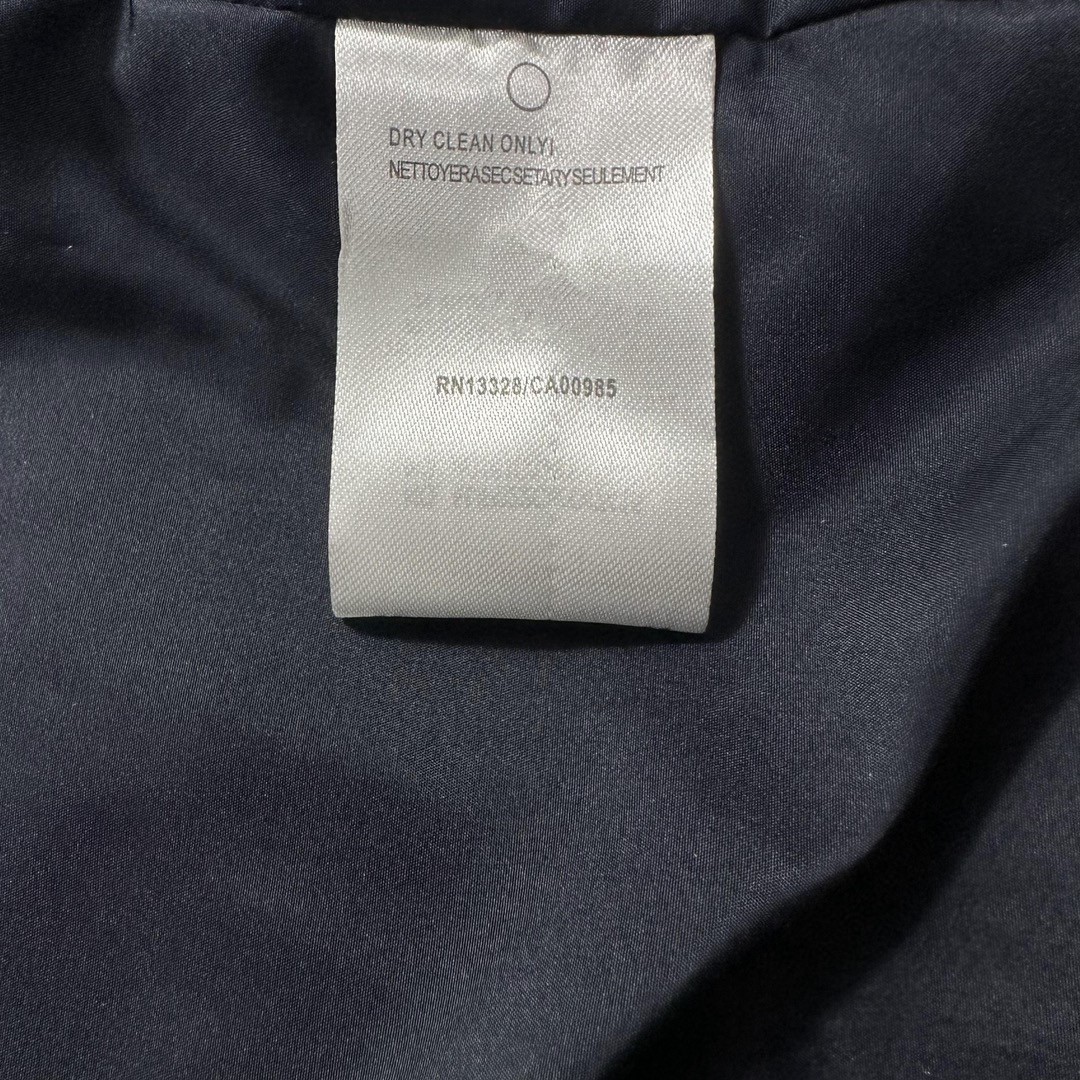 DRY CLEAN ONLY¡
NETTOYERASECSETARYSEULEMENT
RN13328/CA00985